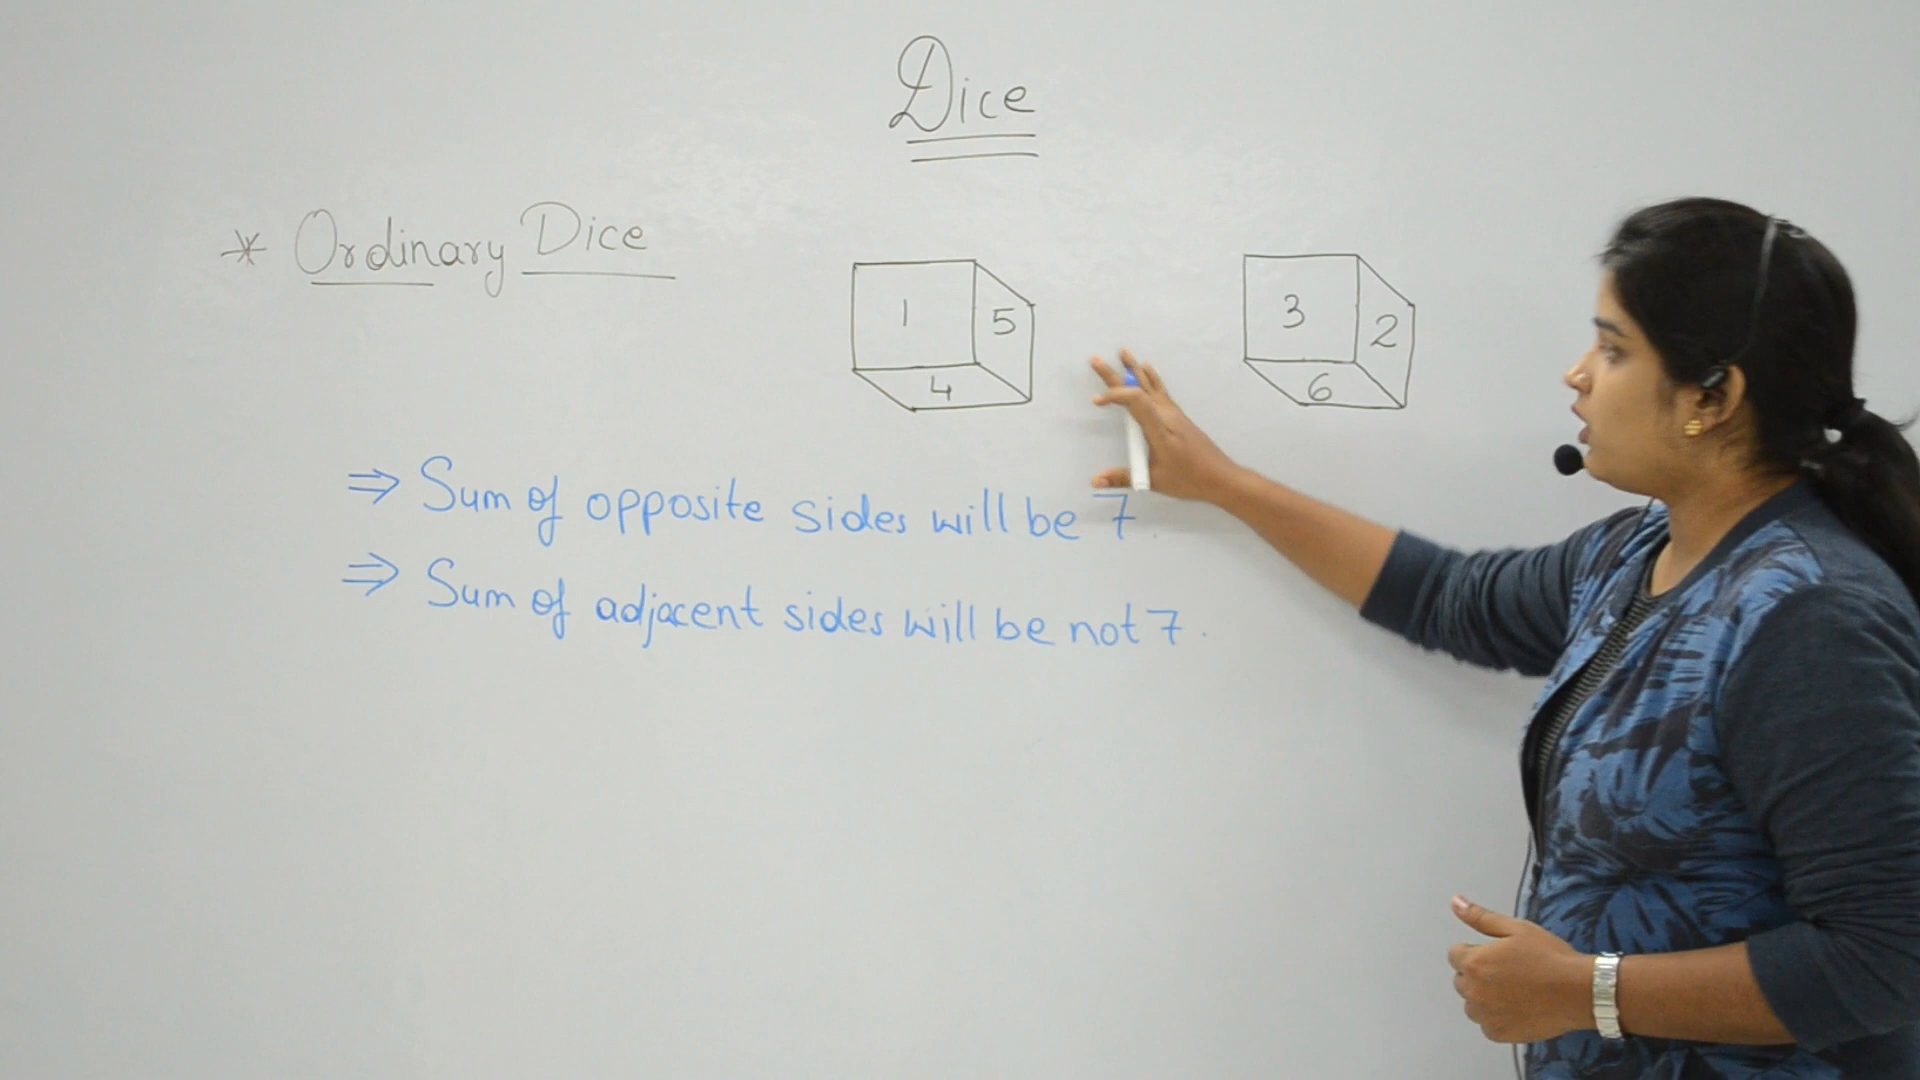 Dice
* Ordinary Dice
1 5 4
3 2 6
⇒ Sum of opposite sides will be 7.
⇒ Sum of adjacent sides will be not 7.